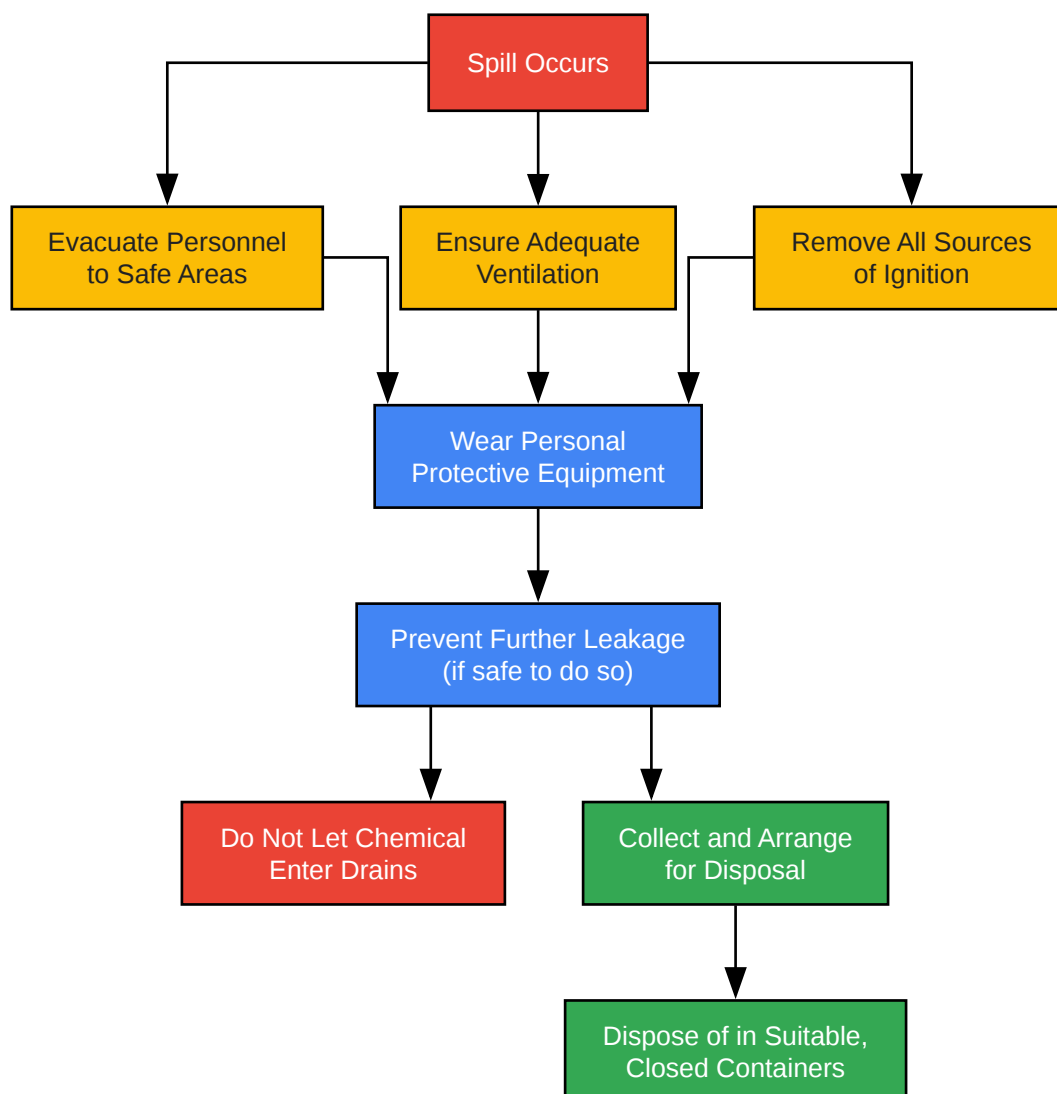 Spill Occurs
Evacuate Personnel
to Safe Areas
Ensure Adequate
Ventilation
Remove All Sources
of Ignition
Wear Personal
Protective Equipment
Prevent Further Leakage
(if safe to do so)
Do Not Let Chemical
Enter Drains
Collect and Arrange
for Disposal
Dispose of in Suitable,
Closed Containers